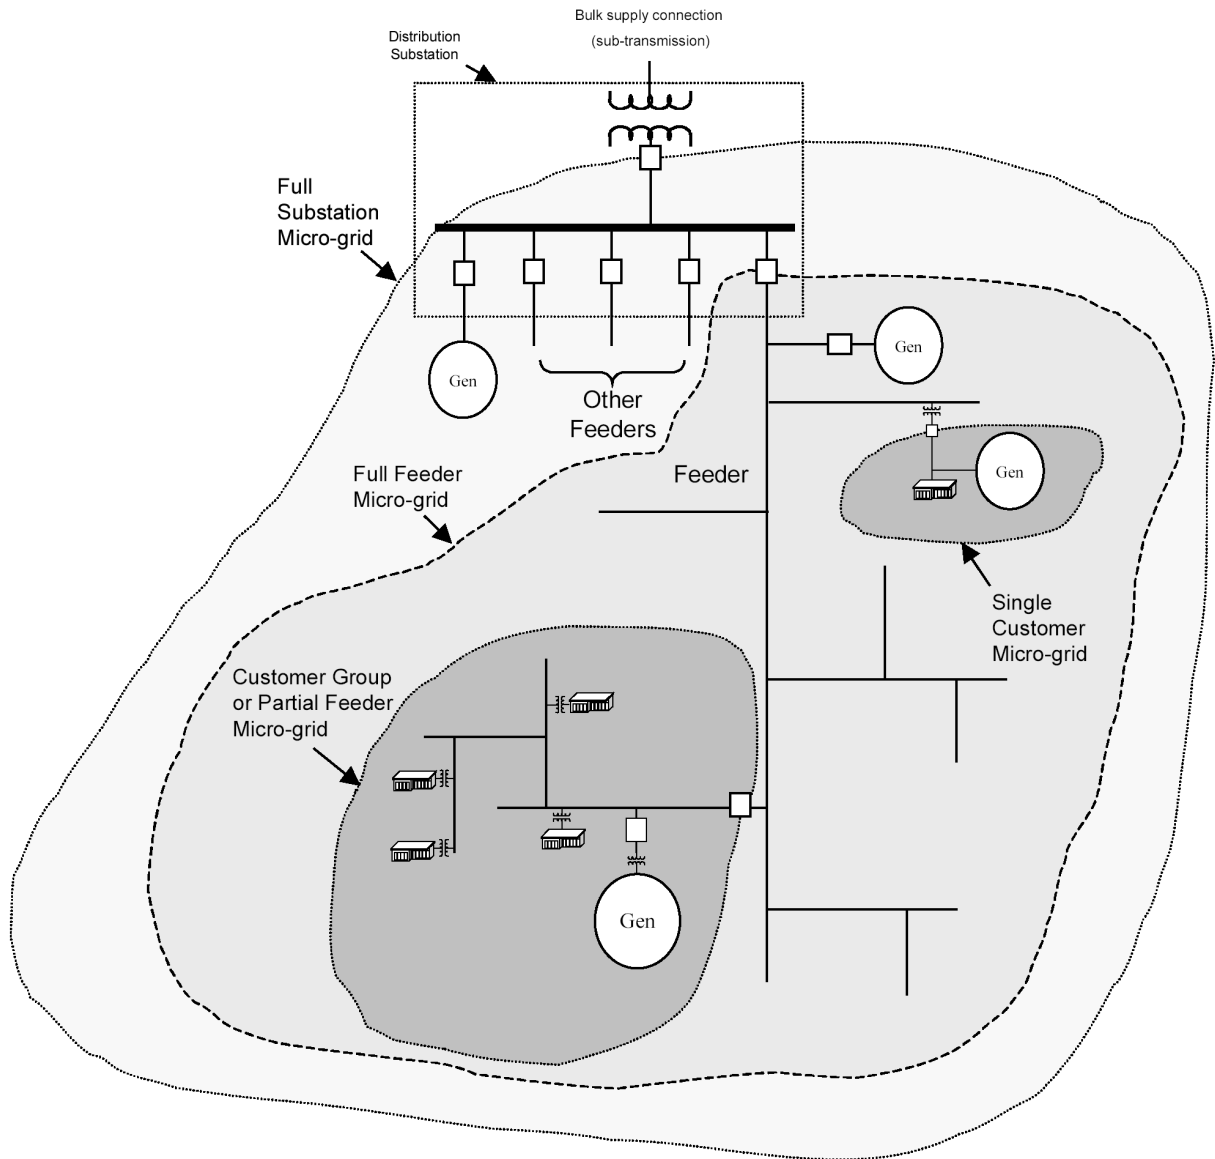 Bulk supply connection
(sub-transmission)
Distribution
Substation
Full
Substation
Micro-grid
Gen
Other
Feeders
Gen
Full Feeder
Micro-grid
Feeder
Gen
Single
Customer
Micro-grid
Customer Group
or Partial Feeder
Micro-grid
Gen